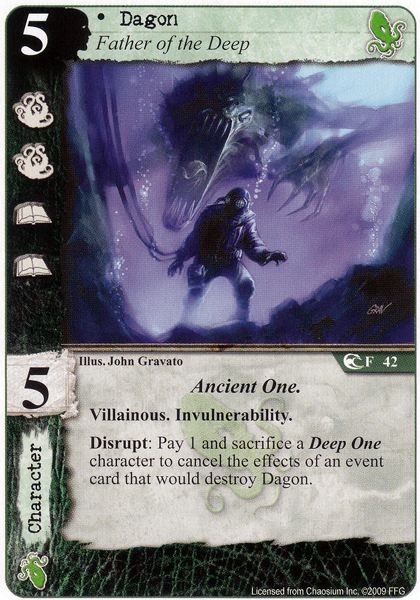 5
• Dagon
Father of the Deep
GRAV
Illus. John Gravato
F 42
5
Ancient One.
Villainous. Invulnerability.
Disrupt: Pay 1 and sacrifice a Deep One
character to cancel the effects of an event
card that would destroy Dagon.
Character
Licensed from Chaosium Inc. ©2009 FFG